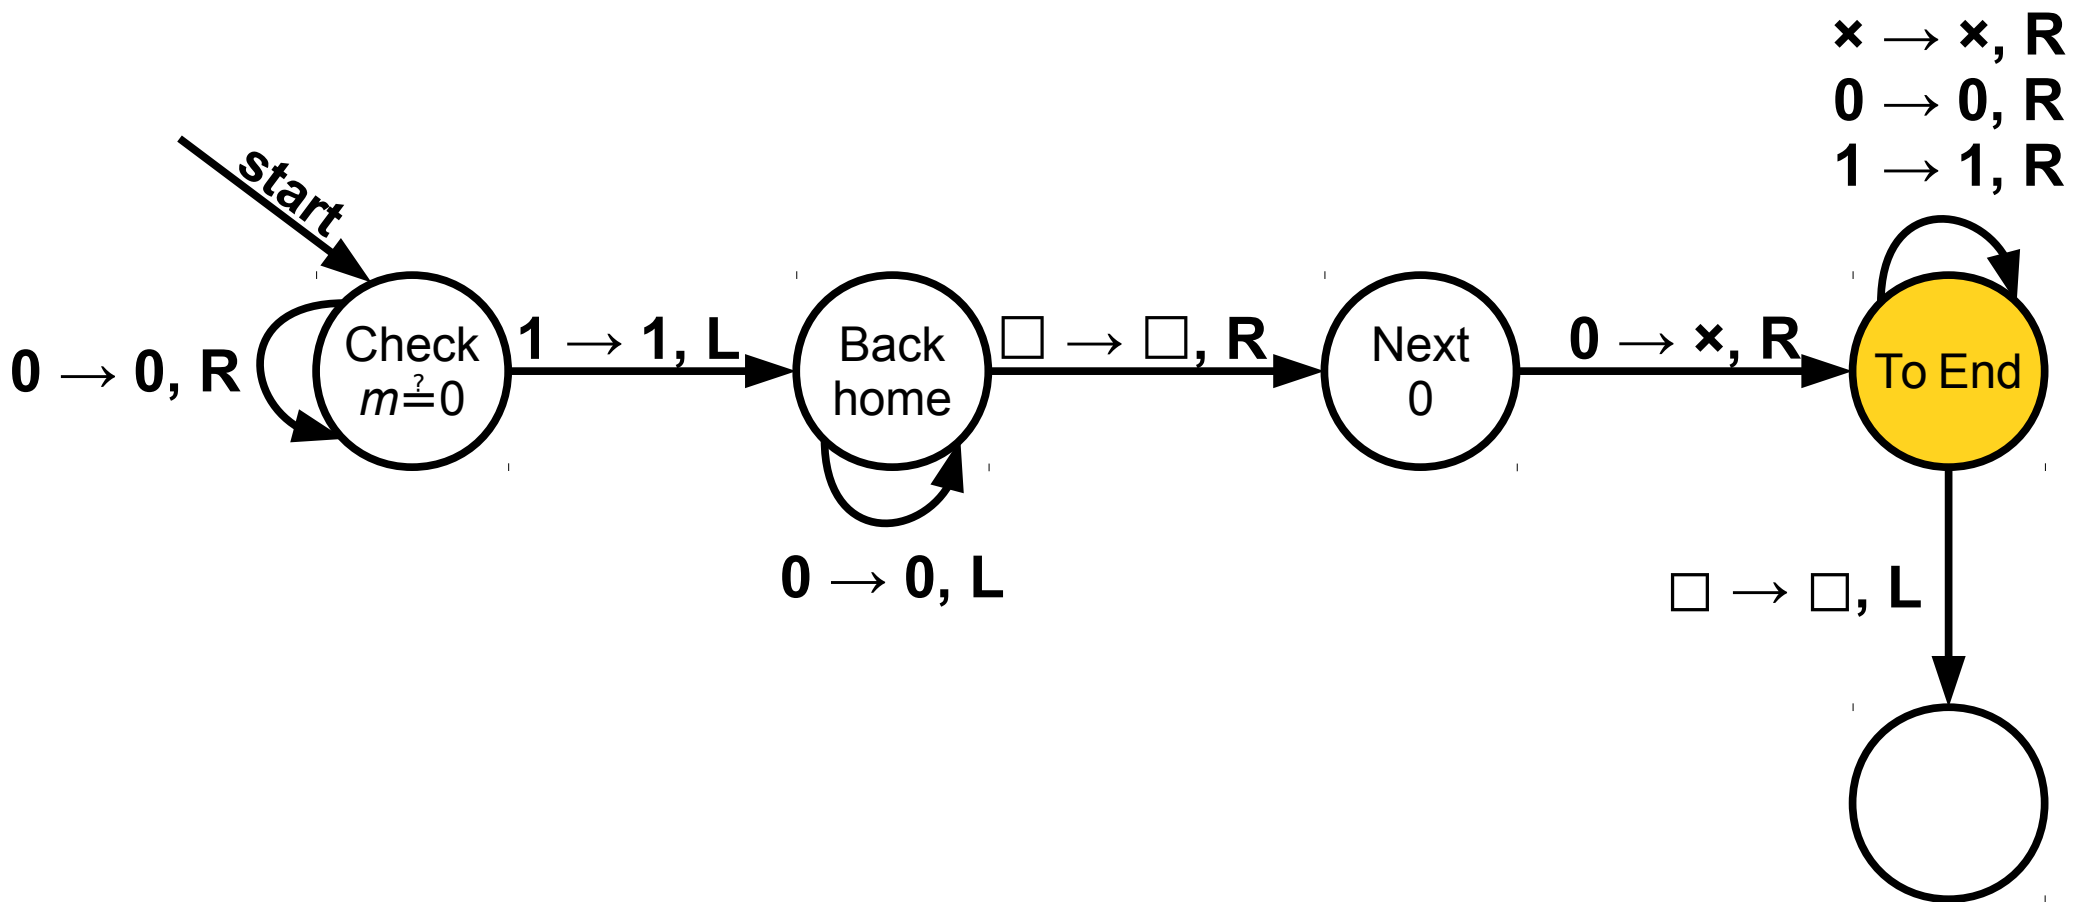 × → ×, R
0 → 0, R
1 → 1, R
start
0 → 0, R
Check
m≟0
1 → 1, L
Back
home
□ → □, R
Next
0
0 → ×, R
To End
0 → 0, L
□ → □, L